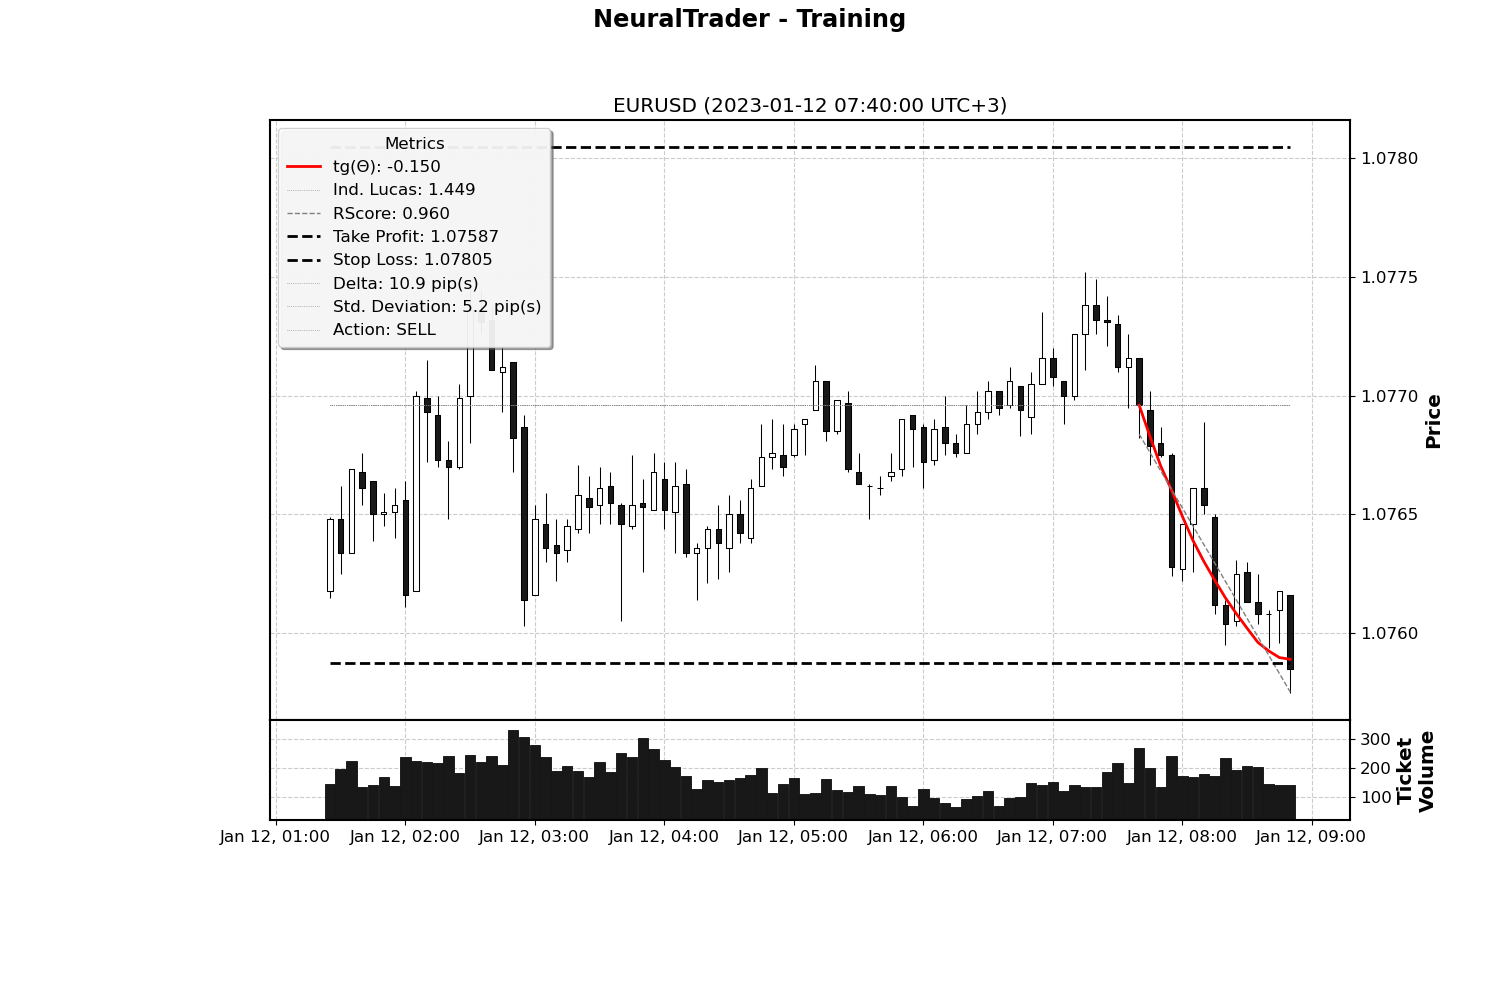 NeuralTrader - Training
EURUSD (2023-01-12 07:40:00 UTC+3)
Metrics
tg(Θ): -0.150
Ind. Lucas: 1.449
RScore: 0.960
Take Profit: 1.07587
Stop Loss: 1.07805
Delta: 10.9 pip(s)
Std. Deviation: 5.2 pip(s)
Action: SELL
1.0780
1.0775
1.0770
1.0765
1.0760
Price
300
200
100
Ticket
Volume
Jan 12, 01:00
Jan 12, 02:00
Jan 12, 03:00
Jan 12, 04:00
Jan 12, 05:00
Jan 12, 06:00
Jan 12, 07:00
Jan 12, 08:00
Jan 12, 09:00